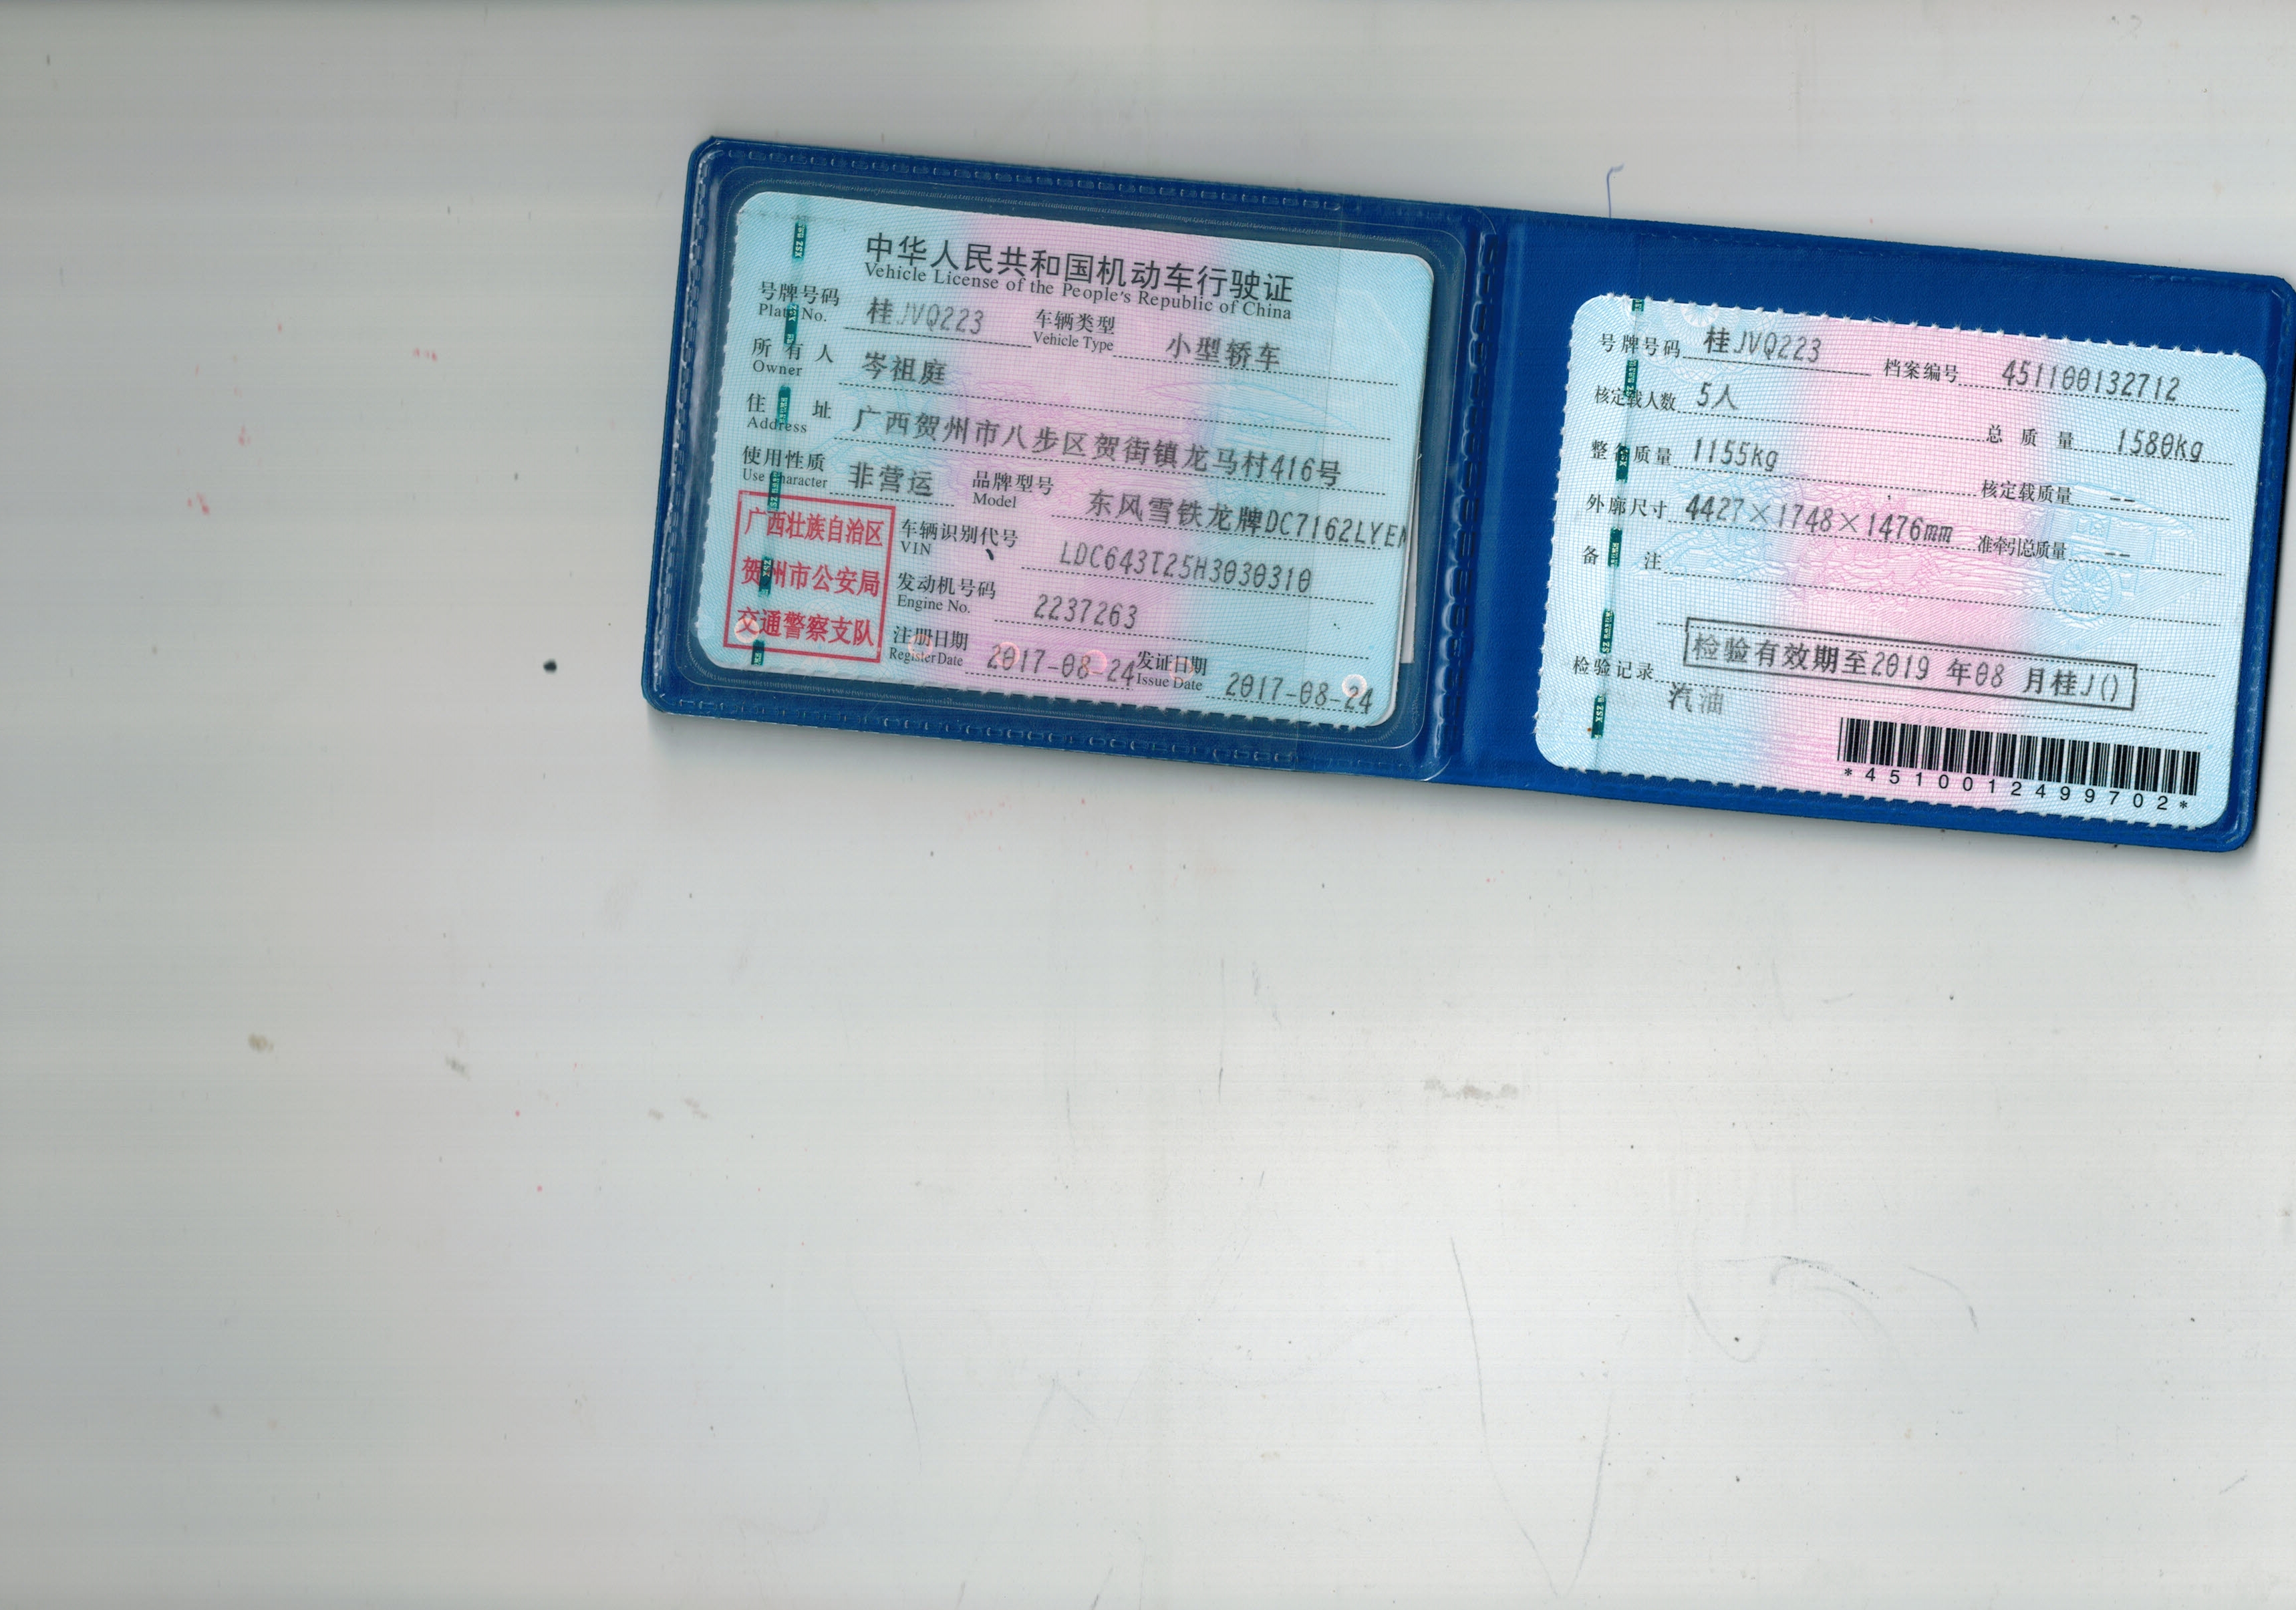 中华人民共和国机动车行驶证
Vehicle License of the People's Republic of China
号牌号码 桂JVQ223 车辆类型 小型轿车
Plate No. Vehicle Type
所有人 岑祖庭
Owner
住址 广西贺州市八步区贺街镇龙马村416号
Address
使用性质 非营运 品牌型号 东风雪铁龙牌DC7162LYEM
Use Character Model
广西壮族自治区
贺州市公安局
交通警察支队
车辆识别代号 LDC643T25H3030310
VIN
发动机号码 2237263
Engine No.
注册日期 2017-08-24 发证日期 2017-08-24
Register Date Issue Date
号牌号码 桂JVQ223 档案编号 451100132712
核定载人数 5人 总质量 1580kg
整备质量 1155kg 核定载质量 --
外廓尺寸 4427×1748×1476mm 准牵引总质量 --
备注
检验记录 检验有效期至2019 年08 月桂J()
汽油
*4510012499702*